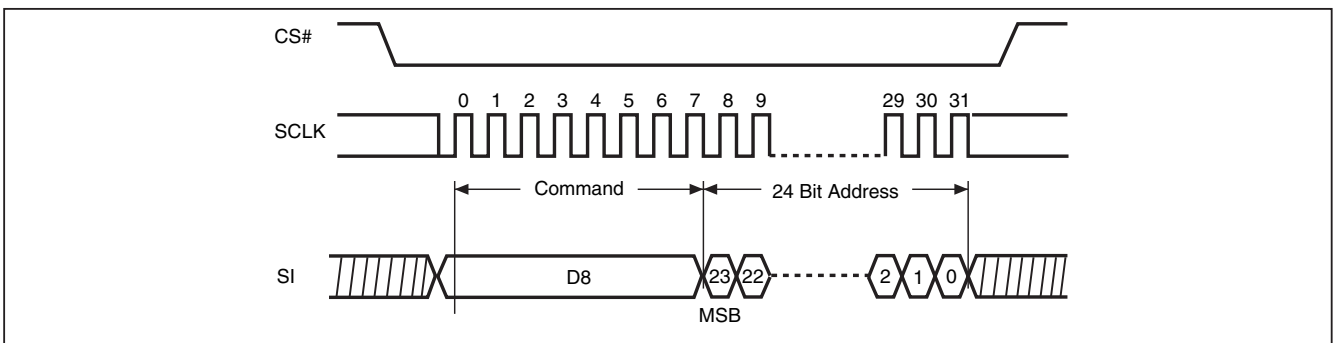 CS#
0 1 2 3 4 5 6 7 8 9 29 30 31
SCLK
Command 24 Bit Address
SI D8 23 22 2 1 0
MSB